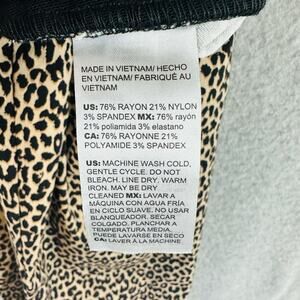 MADE IN VIETNAM/ HECHO
EN VIETNAM/ FABRIQUÉ AU
VIETNAM
US: 76% RAYON 21% NYLON
3% SPANDEX MX: 76% rayón
21% poliamida 3% elastano
CA: 76% RAYONNE 21%
POLYAMIDE 3% SPANDEX
US: MACHINE WASH COLD,
GENTLE CYCLE. DO NOT
BLEACH. LINE DRY. WARM
IRON. MAY BE DRY
CLEANED MX: LAVAR A
MÁQUINA CON AGUA FRÍA
EN CICLO SUAVE. NO USAR
BLANQUEADOR. SECAR
COLGADO. PLANCHAR A
TEMPERATURA MEDIA.
PUEDE LAVARSE EN SECO
CA: LAVER À LA MACHINE